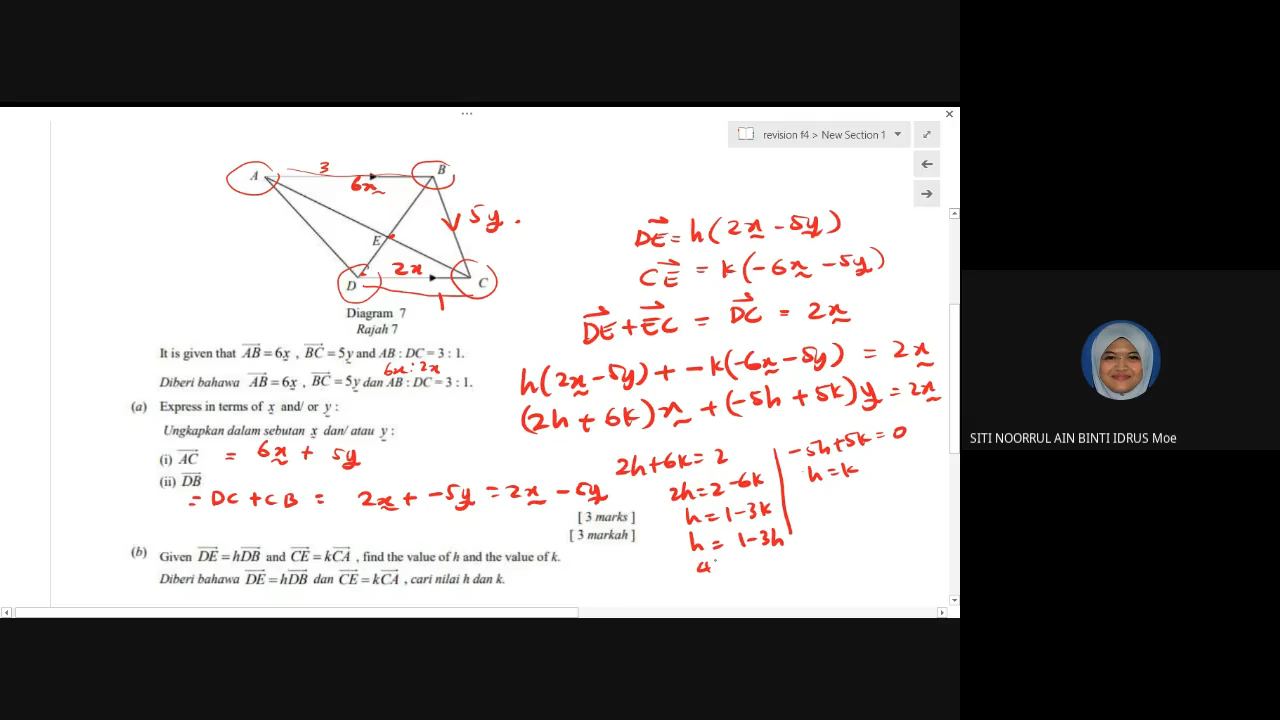 revision f4 > New Section 1
A
3
B
6x
5y.
E
2x
D
C
1
Diagram 7
Rajah 7
It is given that AB = 6x , BC = 5y and AB : DC = 3 : 1.
6x : 2x
Diberi bahawa AB = 6x , BC = 5y dan AB : DC = 3 : 1.
(a) Express in terms of x and/ or y :
Ungkapkan dalam sebutan x dan/ atau y :
(i) AC = 6x + 5y
(ii) DB
= DC + CB = 2x + -5y = 2x - 5y
[ 3 marks ]
[ 3 markah ]
(b) Given DE = hDB and CE = kCA , find the value of h and the value of k.
Diberi bahawa DE = hDB dan CE = kCA , cari nilai h dan k.
DE = h(2x - 5y)
CE = k(-6x - 5y)
DE + EC = DC = 2x
h(2x - 5y) + -k(-6x - 5y) = 2x
(2h + 6k)x + (-5h + 5k)y = 2x
2h + 6k = 2
2h = 2 - 6k
h = 1 - 3k
h = 1 - 3h
4
-5h + 5k = 0
h = k
SITI NOORRUL AIN BINTI IDRUS Moe